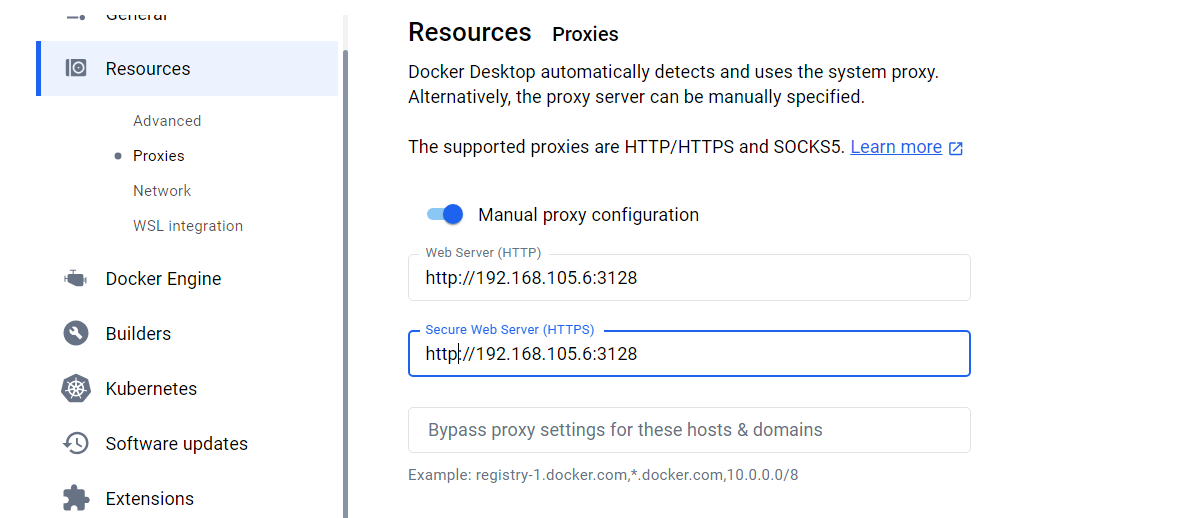 General
Resources
Advanced
Proxies
Network
WSL integration
Docker Engine
Builders
Kubernetes
Software updates
Extensions
Resources Proxies
Docker Desktop automatically detects and uses the system proxy.
Alternatively, the proxy server can be manually specified.
The supported proxies are HTTP/HTTPS and SOCKS5. Learn more
Manual proxy configuration
Web Server (HTTP)
http://192.168.105.6:3128
Secure Web Server (HTTPS)
http://192.168.105.6:3128
Bypass proxy settings for these hosts & domains
Example: registry-1.docker.com,*.docker.com,10.0.0.0/8